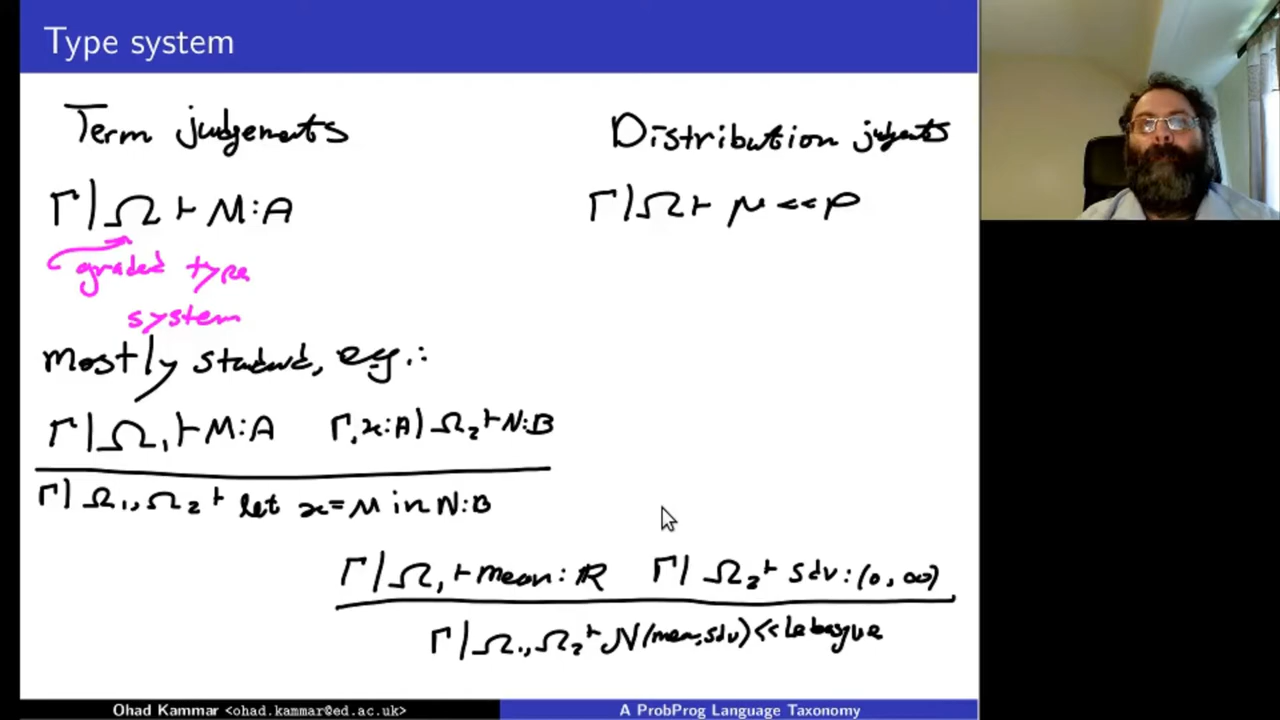 Type system
Term judgements
Distribution judgments
Γ|Ω ⊢ M:A
Γ|Ω ⊢ μ << ρ
graded type
system
mostly standard, e.g.:
Γ|Ω₁ ⊢ M:A Γ,x:A|Ω₂ ⊢ N:B
Γ|Ω₁,Ω₂ ⊢ let x=M in N:B
Γ|Ω₁ ⊢ mean:ℝ Γ|Ω₂ ⊢ sdv:(0,∞)
Γ|Ω₁,Ω₂ ⊢ N(mean,sdv)<<Lebesgue
Ohad Kammar <ohad.kammar@ed.ac.uk>
A ProbProg Language Taxonomy